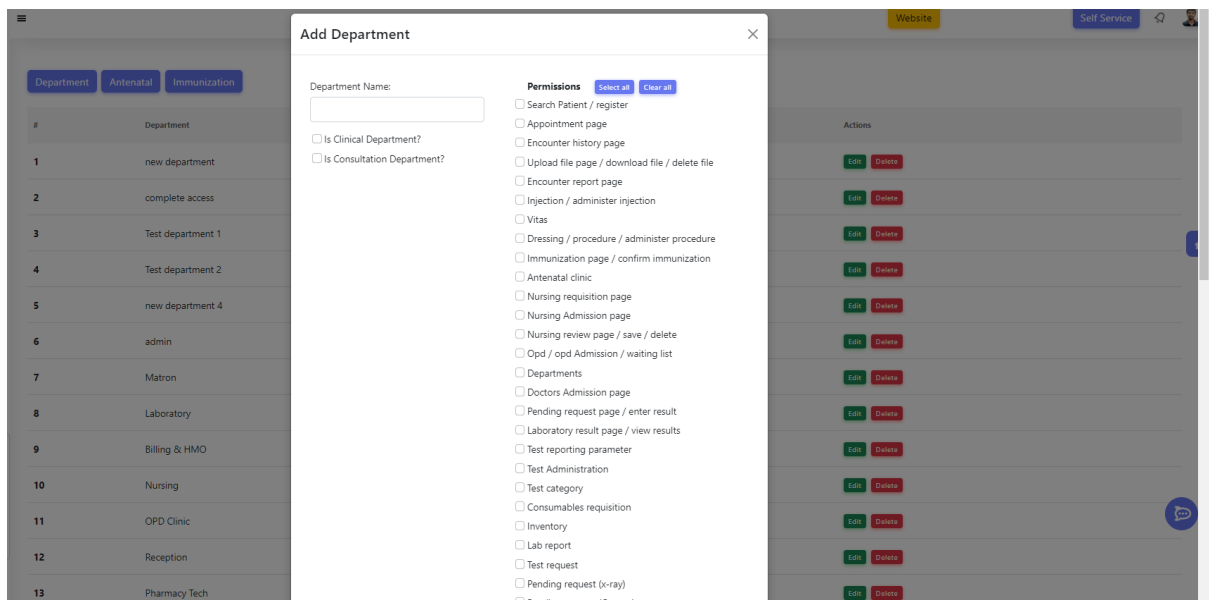 Website
Self Service
Add Department
Department Antenatal Immunization
Department Name:
Is Clinical Department?
Is Consultation Department?
Permissions Select all Clear all
Search Patient / register
Appointment page
Encounter history page
Upload file page / download file / delete file
Encounter report page
Injection / administer injection
Vitas
Dressing / procedure / administer procedure
Immunization page / confirm immunization
Antenatal clinic
Nursing requisition page
Nursing Admission page
Nursing review page / save / delete
Opd / opd Admission / waiting list
Departments
Doctors Admission page
Pending request page / enter result
Laboratory result page / view results
Test reporting parameter
Test Administration
Test category
Consumables requisition
Inventory
Lab report
Test request
Pending request (x-ray)
# Department Actions
1 new department Edit Delete
2 complete access Edit Delete
3 Test department 1 Edit Delete
4 Test department 2 Edit Delete
5 new department 4 Edit Delete
6 admin Edit Delete
7 Matron Edit Delete
8 Laboratory Edit Delete
9 Billing & HMO Edit Delete
10 Nursing Edit Delete
11 OPD Clinic Edit Delete
12 Reception Edit Delete
13 Pharmacy Tech Edit Delete